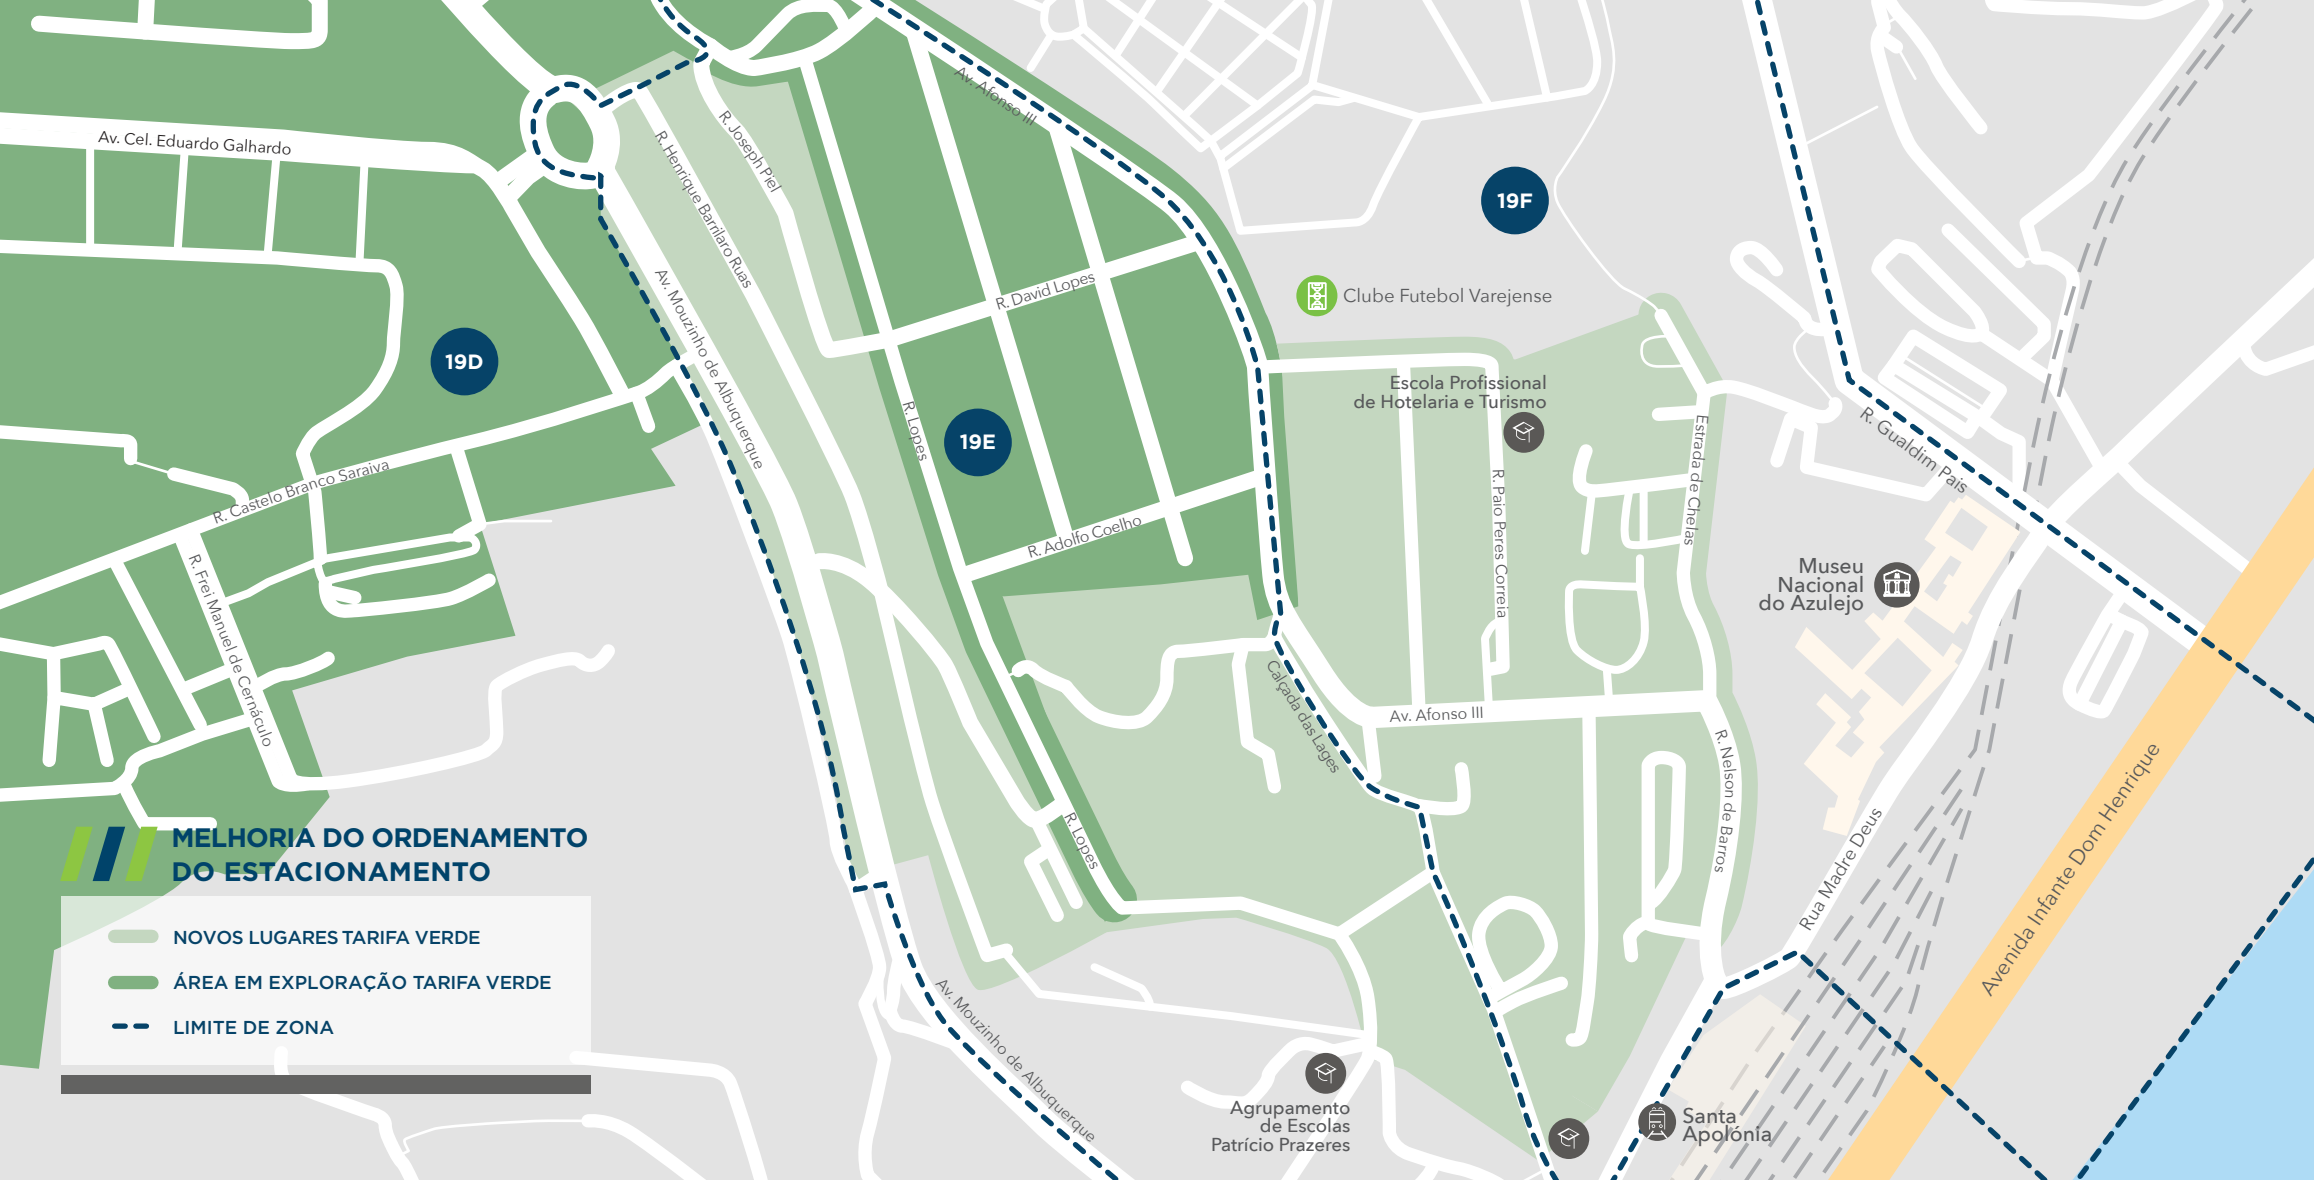 Av. Afonso III
Av. Cel. Eduardo Galhardo
R. Joseph Piel
R. Henrique Barrilaro Ruas
19F
R. David Lopes
Clube Futebol Varejense
Av. Mouzinho de Albuquerque
19D
Escola Profissional
de Hotelaria e Turismo
R. Lopes
19E
R. Gualdim Pais
Estrada de Chelas
R. Castelo Branco Saraiva
R. Paio Peres Correia
R. Adolfo Coelho
R. Frei Manuel de Cernáculo
Museu
Nacional
do Azulejo
Calçada das Lages
Av. Afonso III
R. Nelson de Barros
Avenida Infante Dom Henrique
Rua Madre Deus
R. Lopes
MELHORIA DO ORDENAMENTO
DO ESTACIONAMENTO
NOVOS LUGARES TARIFA VERDE
ÁREA EM EXPLORAÇÃO TARIFA VERDE
LIMITE DE ZONA
Av. Mouzinho de Albuquerque
Agrupamento
de Escolas
Patrício Prazeres
Santa
Apolónia